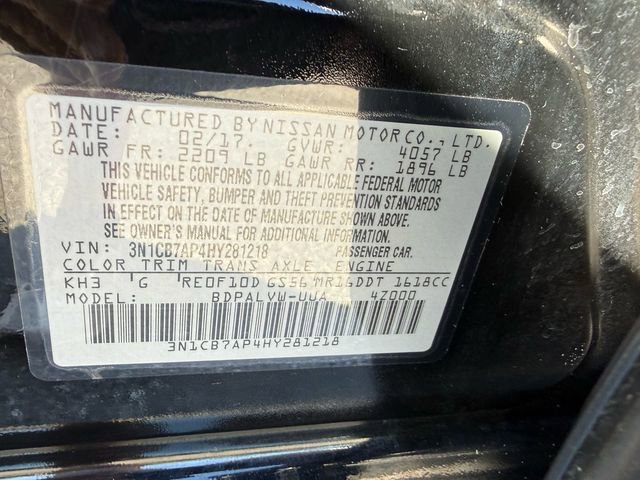 MANUFACTURED BY NISSAN MOTOR CO., LTD.
DATE: 02/17. GVWR: 4057 LB
GAWR FR: 2209 LB GAWR RR: 1896 LB
THIS VEHICLE CONFORMS TO ALL APPLICABLE FEDERAL MOTOR
VEHICLE SAFETY, BUMPER AND THEFT PREVENTION STANDARDS
IN EFFECT ON THE DATE OF MANUFACTURE SHOWN ABOVE.
SEE OWNER'S MANUAL FOR ADDITIONAL INFORMATION.
VIN: 3N1CB7AP4HY281218 PASSENGER CAR.
COLOR TRIM TRANS AXLE ENGINE
KH3 G RE0F10D GS56 MR16DDT 1618CC
MODEL: BDPALVW-UUA 4Z000
3N1CB7AP4HY281218